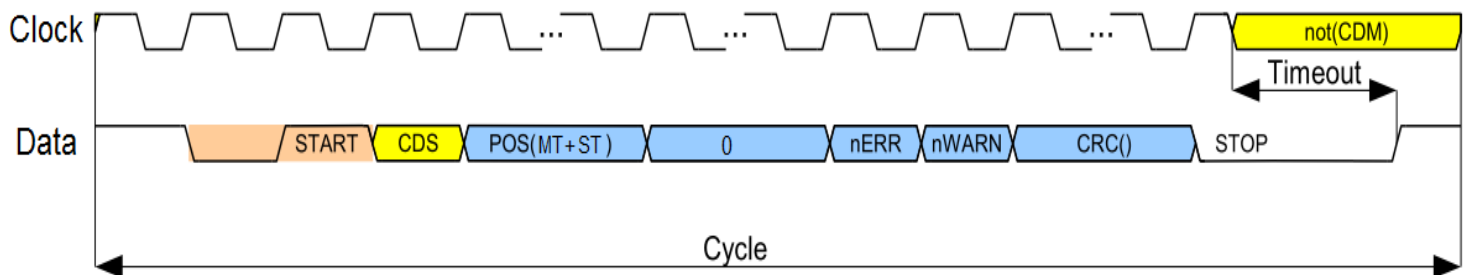 Clock ... ... ... not(CDM)
Timeout
Data START CDS POS(MT+ST) 0 nERR nWARN CRC() STOP
Cycle